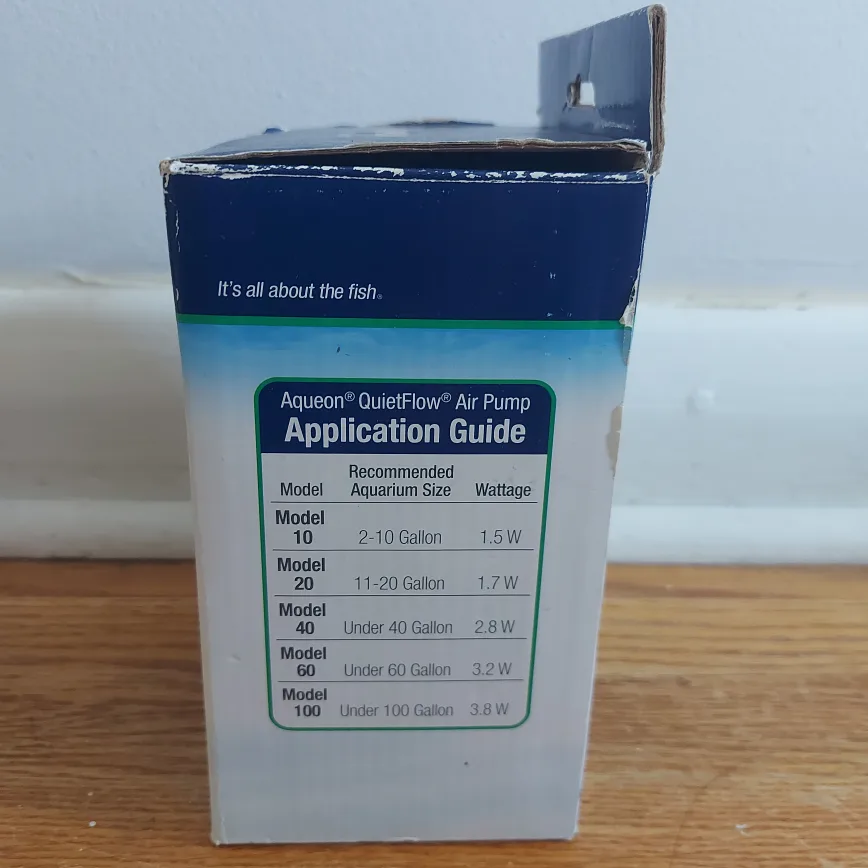 It's all about the fish®
Aqueon® QuietFlow® Air Pump
Application Guide
Recommended
Model Aquarium Size Wattage
Model
10 2-10 Gallon 1.5 W
Model
20 11-20 Gallon 1.7 W
Model
40 Under 40 Gallon 2.8 W
Model
60 Under 60 Gallon 3.2 W
Model
100 Under 100 Gallon 3.8 W